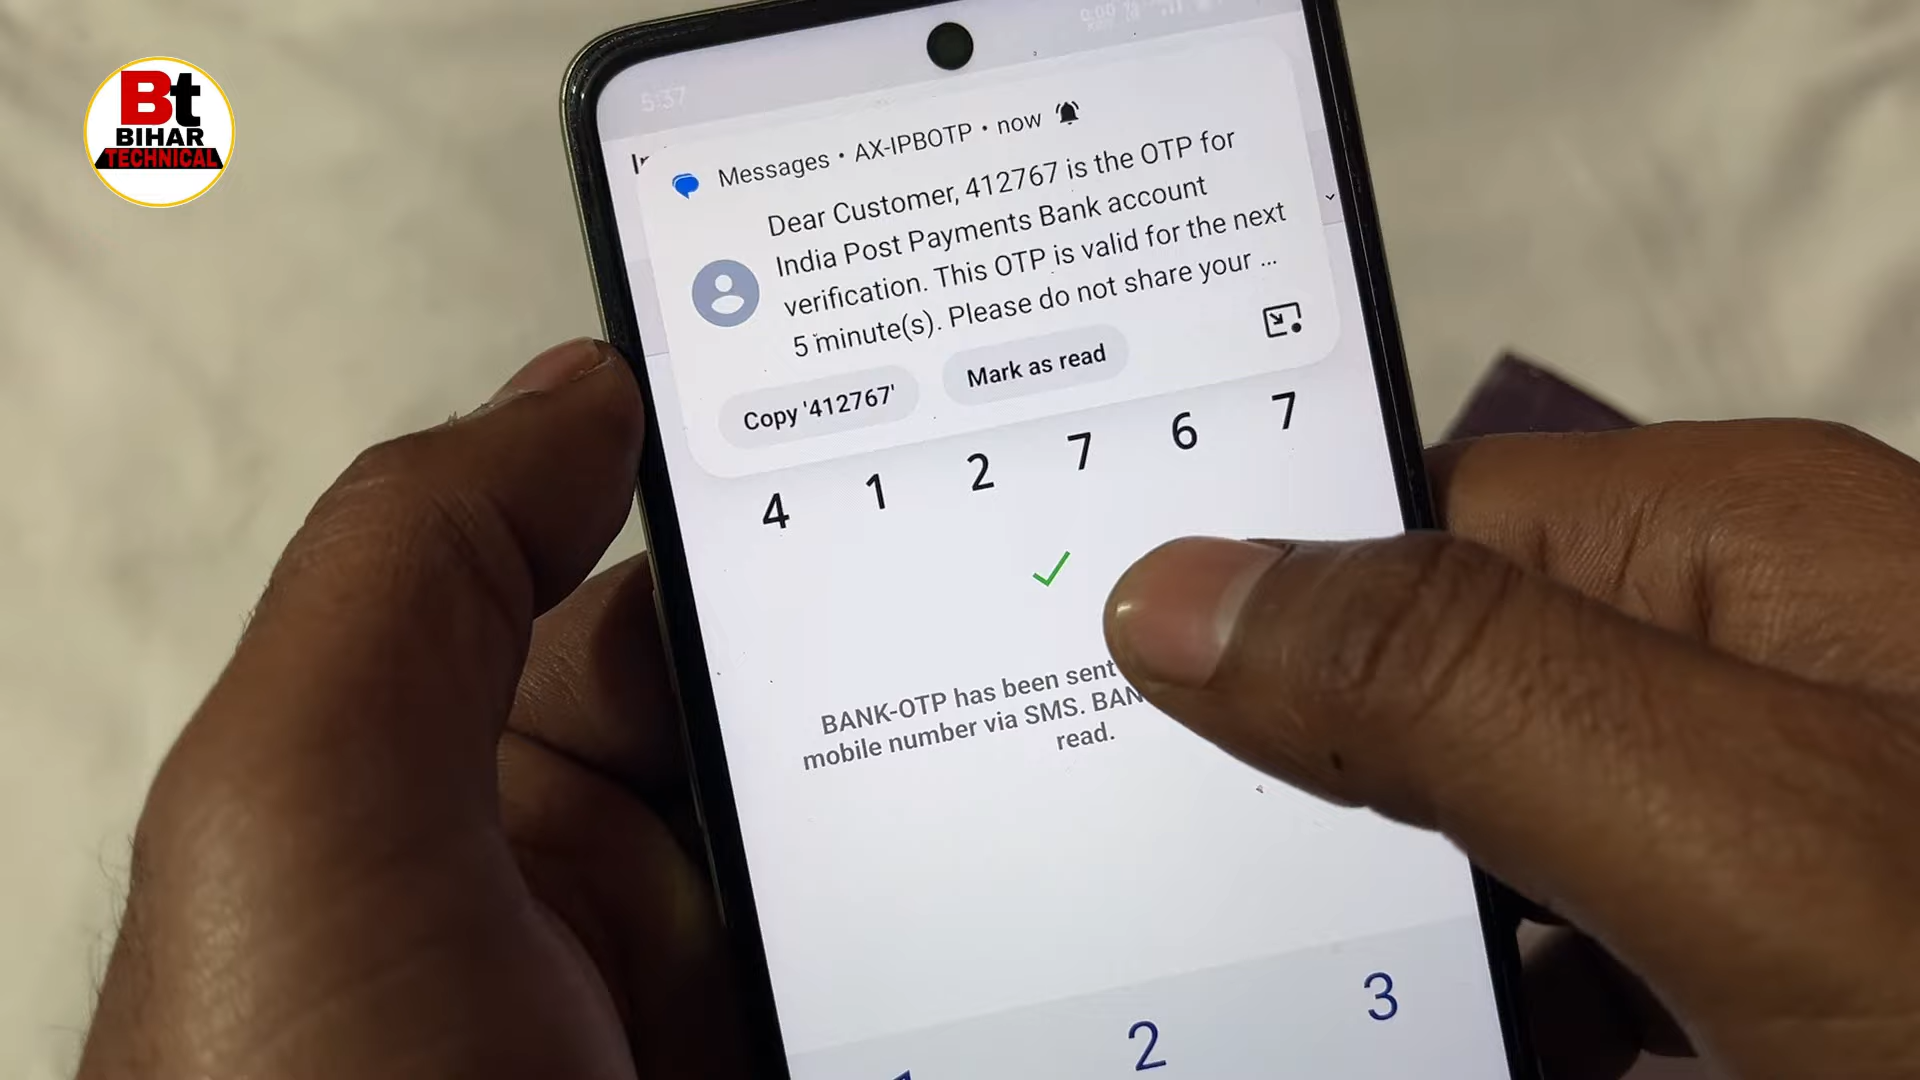 Bt
BIHAR
TECHNICAL
5:37
0:00
Messages • AX-IPBOTP • now
Dear Customer, 412767 is the OTP for
India Post Payments Bank account
verification. This OTP is valid for the next
5 minute(s). Please do not share your ...
Copy '412767'
Mark as read
4 1 2 7 6 7
BANK-OTP has been sent
mobile number via SMS. BAN
read.
2
3